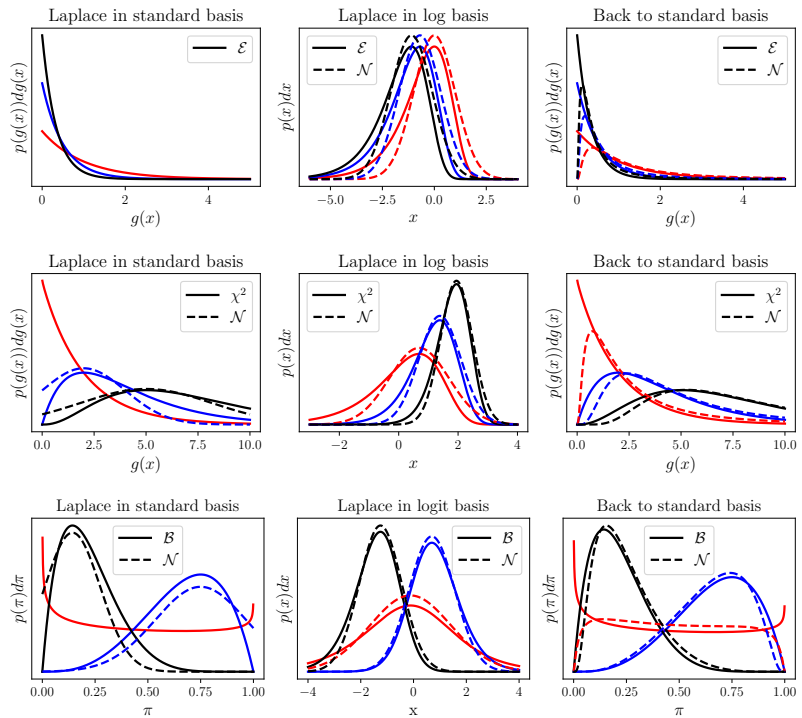 Laplace in standard basis
p(g(x))dg(x)
ℰ
0 2 4
g(x)
Laplace in log basis
p(x)dx
ℰ
𝒩
−5.0 −2.5 0.0 2.5
x
Back to standard basis
p(g(x))dg(x)
ℰ
𝒩
0 2 4
g(x)
Laplace in standard basis
p(g(x))dg(x)
χ²
𝒩
0.0 2.5 5.0 7.5 10.0
g(x)
Laplace in log basis
p(x)dx
χ²
𝒩
−2 0 2 4
x
Back to standard basis
p(g(x))dg(x)
χ²
𝒩
0.0 2.5 5.0 7.5 10.0
g(x)
Laplace in standard basis
p(π)dπ
ℬ
𝒩
0.00 0.25 0.50 0.75 1.00
π
Laplace in logit basis
p(x)dx
ℬ
𝒩
−4 −2 0 2 4
x
Back to standard basis
p(π)dπ
ℬ
𝒩
0.00 0.25 0.50 0.75 1.00
π